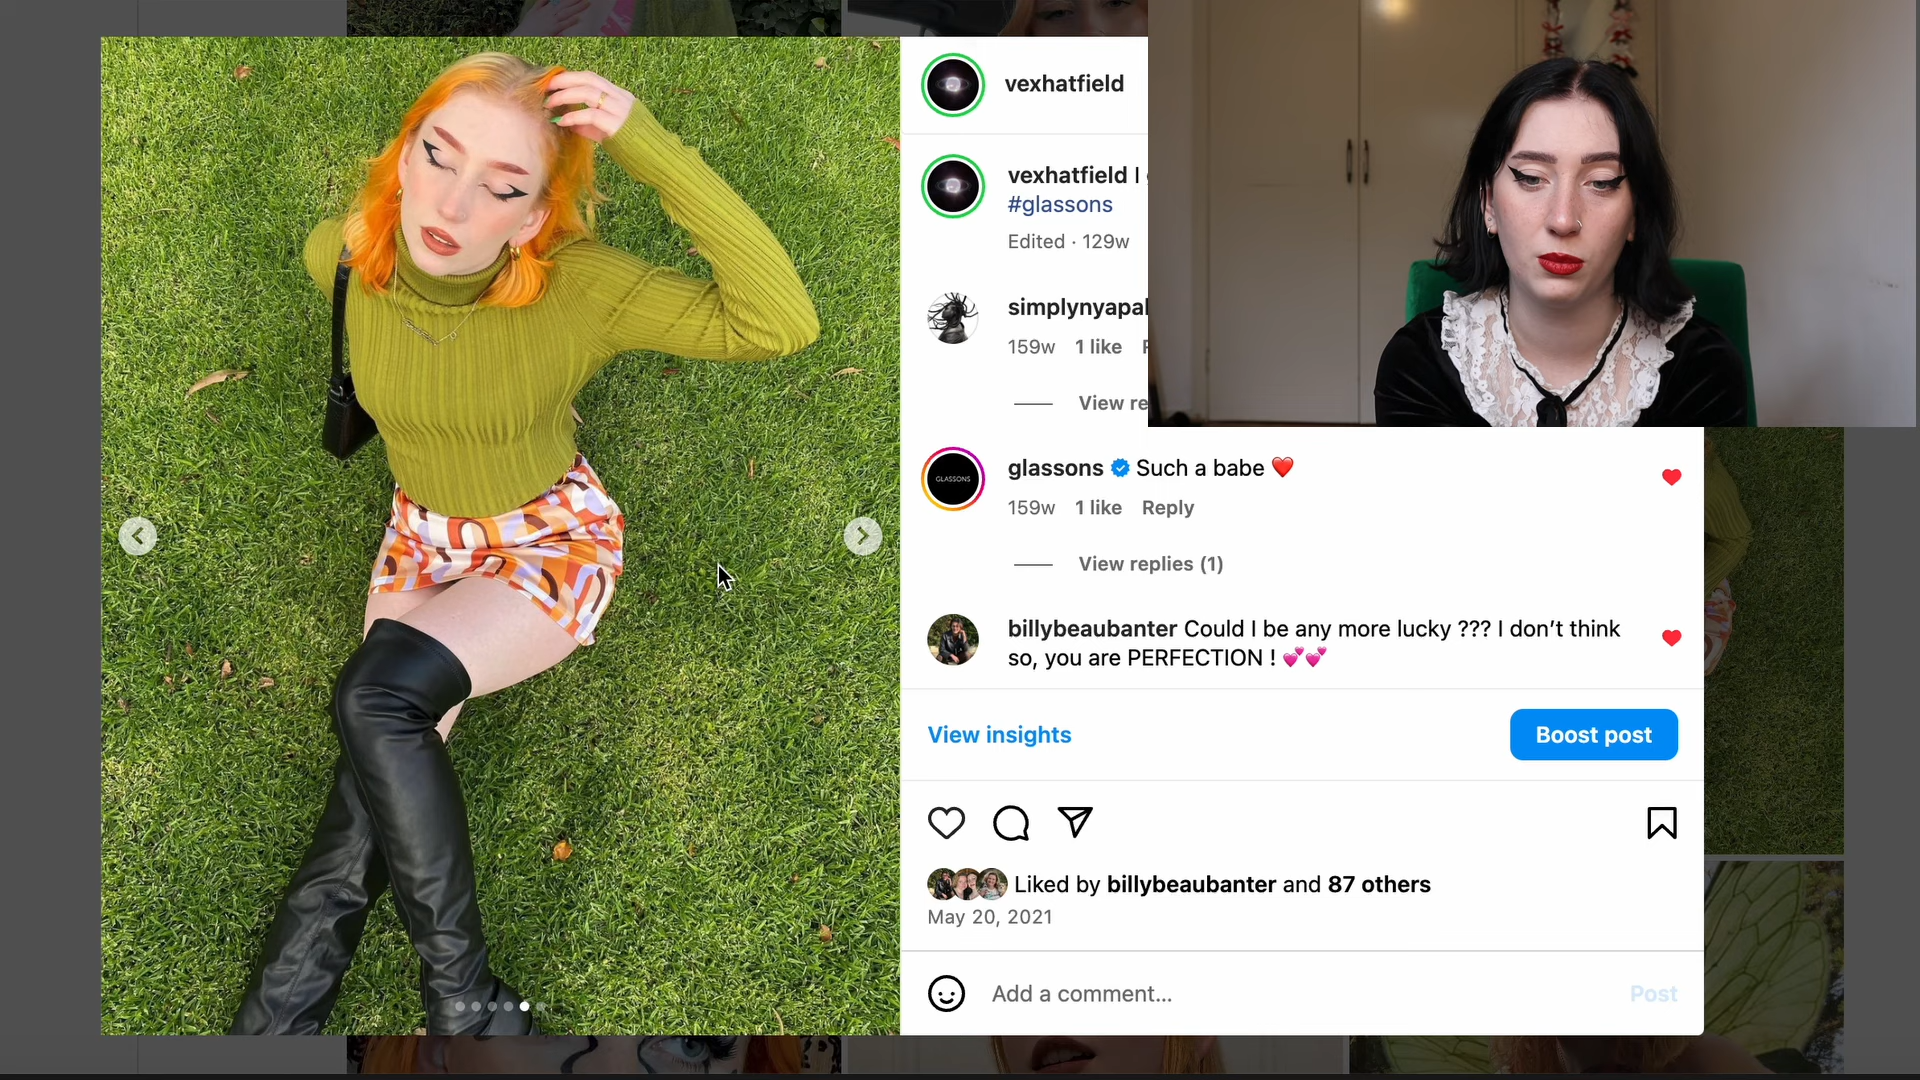 vexhatfield
vexhatfield I
#glassons
Edited · 129w
simplynyapal
159w 1 like
View re
GLASSONS
glassons Such a babe ❤️
159w 1 like Reply
View replies (1)
billybeaubanter Could I be any more lucky ??? I don’t think
so, you are PERFECTION ! 💕💕
View insights
Boost post
Liked by billybeaubanter and 87 others
May 20, 2021
Add a comment...
Post